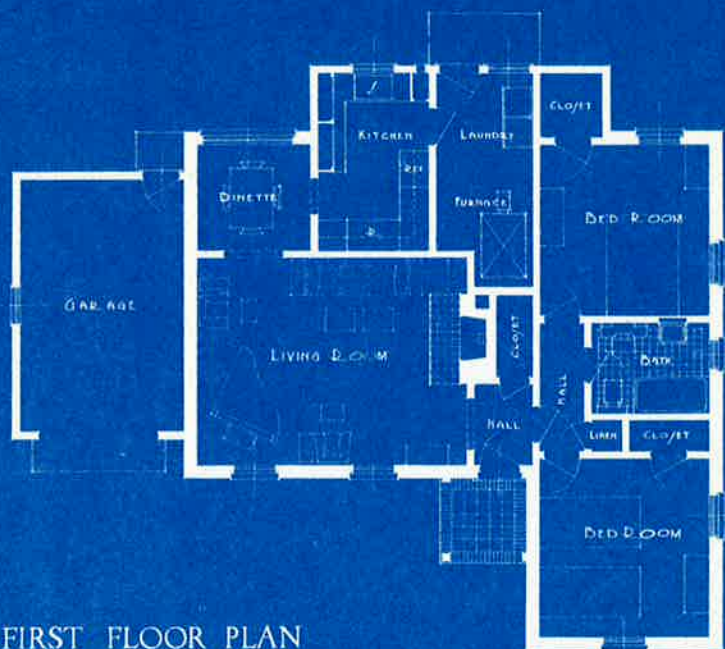 CLOSET
KITCHEN
LAUNDRY
REF
DINETTE
FURNACE
BED ROOM
GARAGE
LIVING ROOM
CLOSET
BATH
HALL
HALL
LINEN
CLOSET
BED ROOM
FIRST FLOOR PLAN